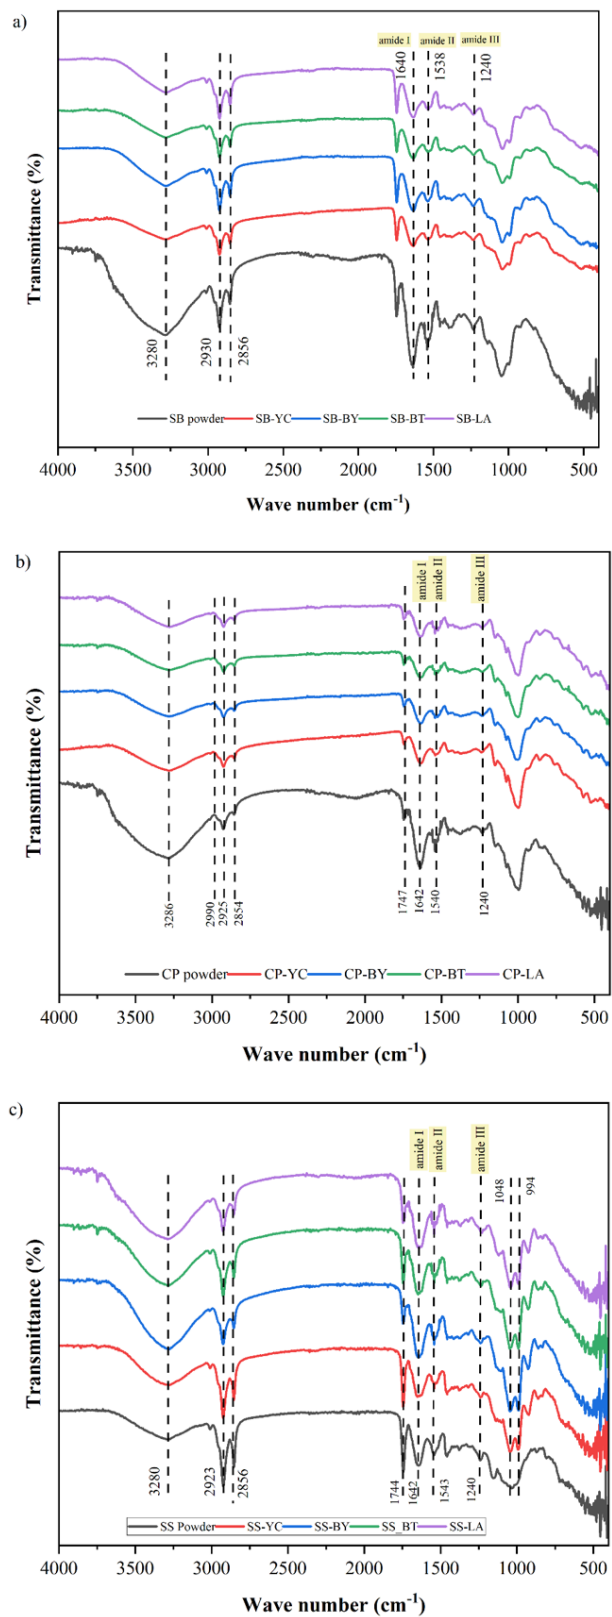 a)
amide I
amide II
amide III
1640
1538
1240
Transmittance (%)
3280
2930
2856
SB powder SB-YC SB-BY SB-BT SB-LA
4000 3500 3000 2500 2000 1500 1000 500
Wave number (cm⁻¹)
b)
amide I
amide II
amide III
Transmittance (%)
3286
2990
2925
2854
1747
1642
1540
1240
CP powder CP-YC CP-BY CP-BT CP-LA
4000 3500 3000 2500 2000 1500 1000 500
Wave number (cm⁻¹)
c)
amide I
amide II
amide III
1048
994
Transmittance (%)
3280
2923
2856
1744
1642
1543
1240
SS Powder SS-YC SS-BY SS_BT SS-LA
4000 3500 3000 2500 2000 1500 1000 500
Wave number (cm⁻¹)